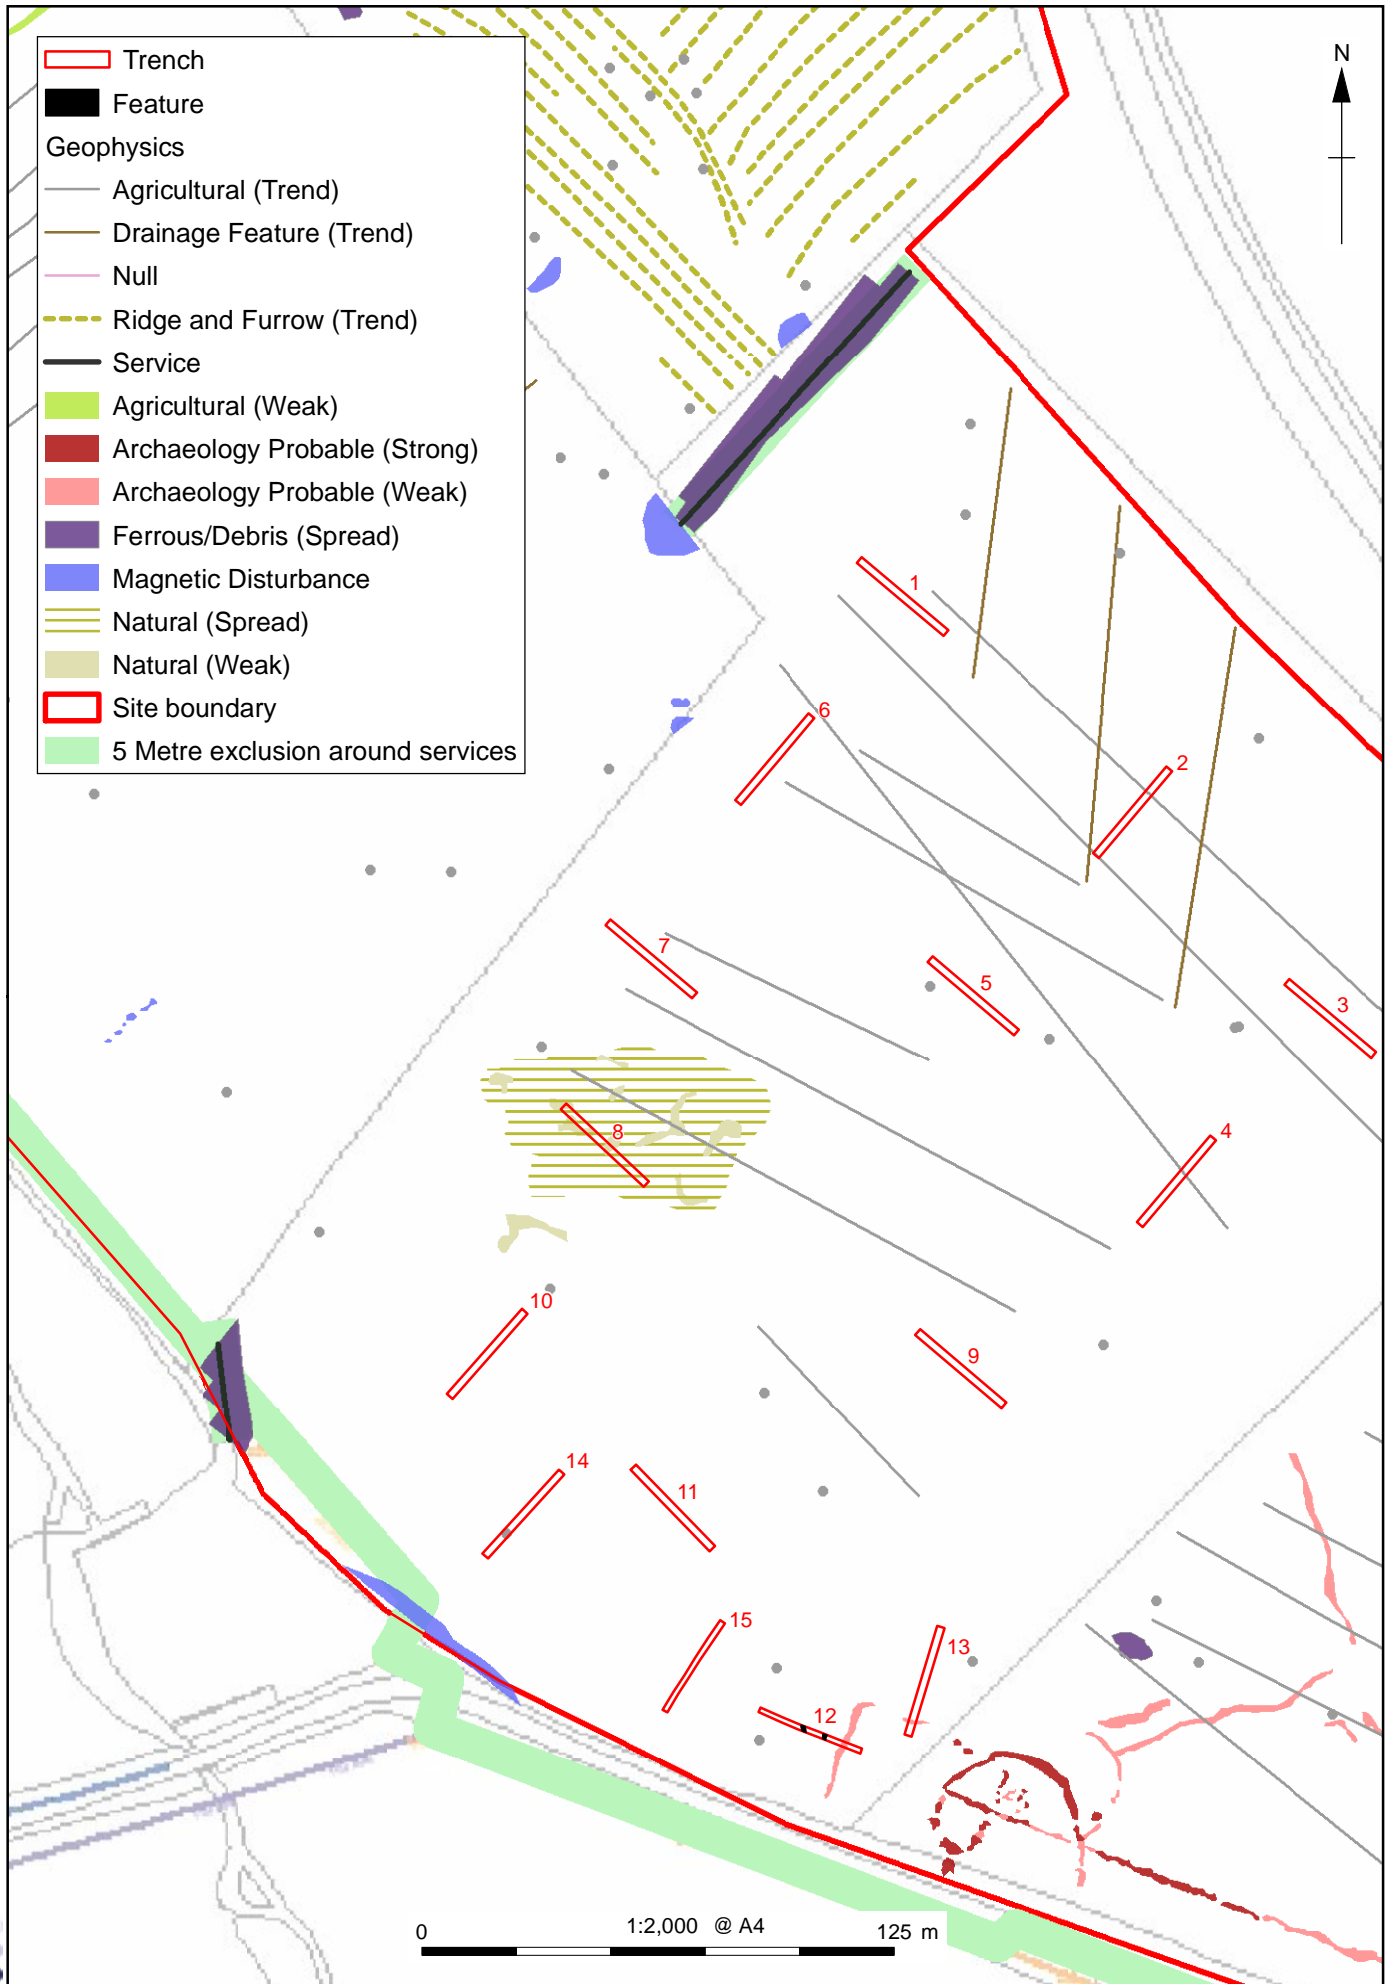 Trench
Feature
Geophysics
Agricultural (Trend)
Drainage Feature (Trend)
Null
Ridge and Furrow (Trend)
Service
Agricultural (Weak)
Archaeology Probable (Strong)
Archaeology Probable (Weak)
Ferrous/Debris (Spread)
Magnetic Disturbance
Natural (Spread)
Natural (Weak)
Site boundary
5 Metre exclusion around services
N
1
6
2
7
5
3
8
4
10
9
14
11
15
13
12
0 1:2,000 @ A4 125 m